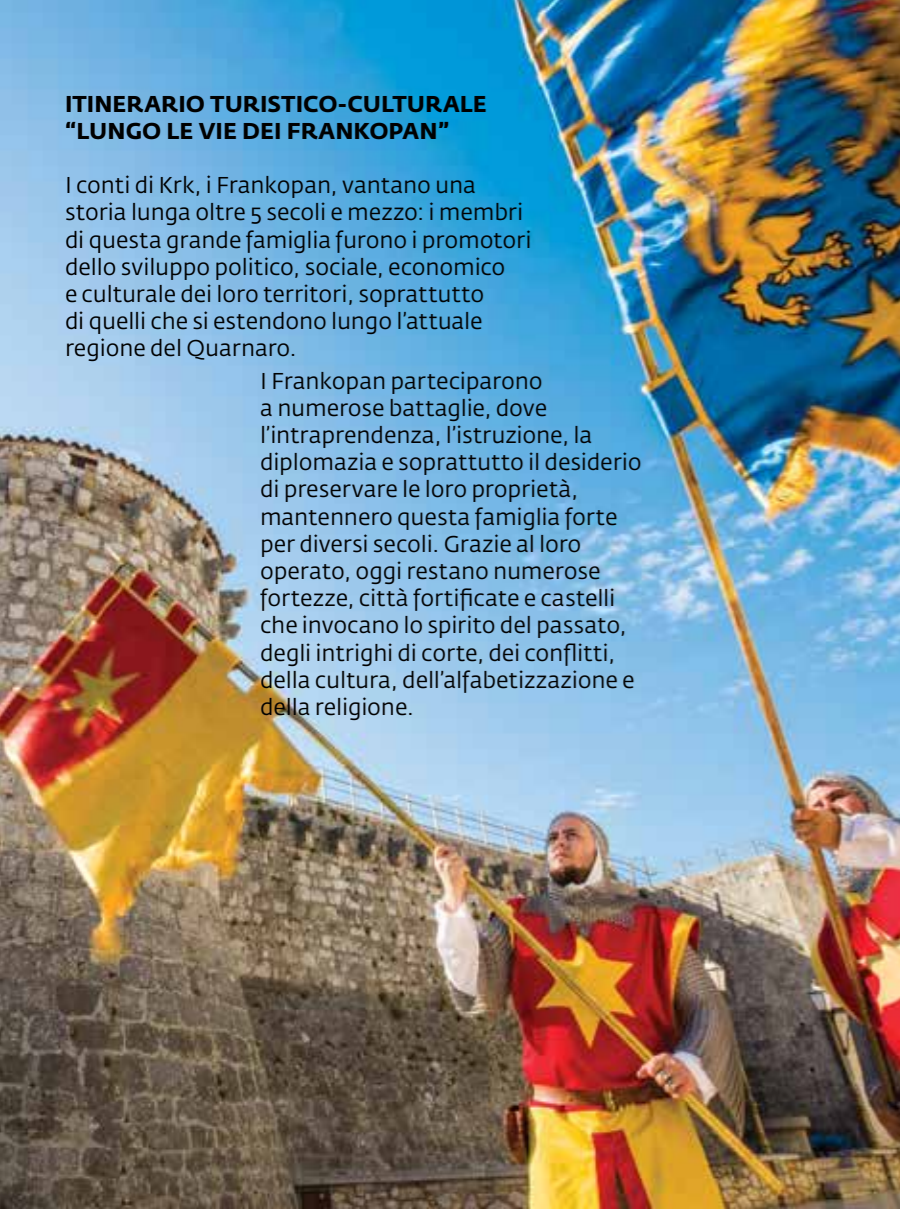 ITINERARIO TURISTICO-CULTURALE
“LUNGO LE VIE DEI FRANKOPAN”
I conti di Krk, i Frankopan, vantano una
storia lunga oltre 5 secoli e mezzo: i membri
di questa grande famiglia furono i promotori
dello sviluppo politico, sociale, economico
e culturale dei loro territori, soprattutto
di quelli che si estendono lungo l’attuale
regione del Quarnaro.
I Frankopan parteciparono
a numerose battaglie, dove
l’intraprendenza, l’istruzione, la
diplomazia e soprattutto il desiderio
di preservare le loro proprietà,
mantennero questa famiglia forte
per diversi secoli. Grazie al loro
operato, oggi restano numerose
fortezze, città fortificate e castelli
che invocano lo spirito del passato,
degli intrighi di corte, dei conflitti,
della cultura, dell’alfabetizzazione e
della religione.